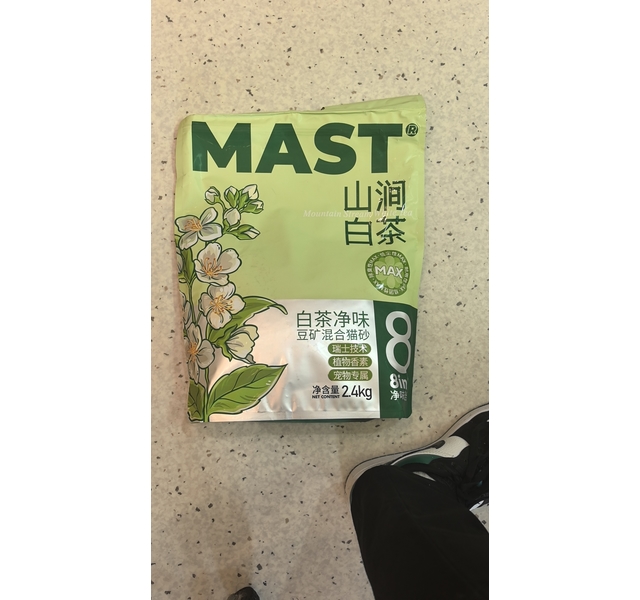 MAST®
山涧
白茶
MAX
白茶净味
豆矿混合猫砂
瑞士技术
植物香素
宠物专属
净含量 2.4kg
NET CONTENT
8
8in
净味